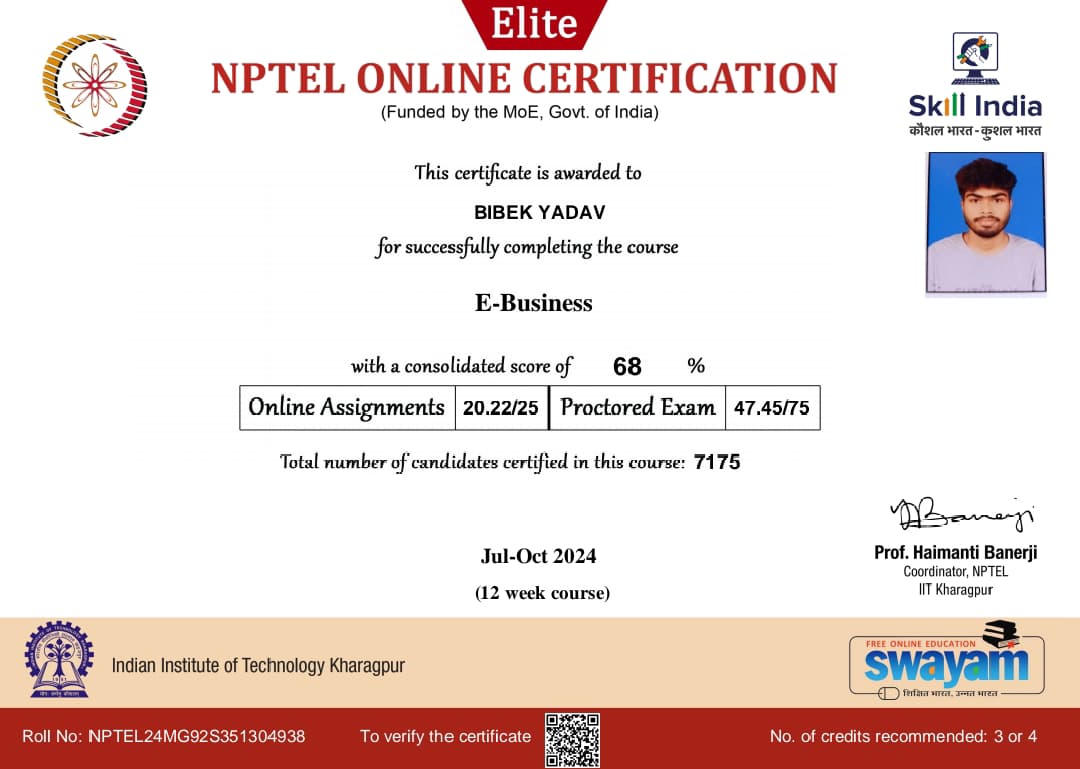 Elite
NPTEL ONLINE CERTIFICATION
(Funded by the MoE, Govt. of India)
Skill India
कौशल भारत - कुशल भारत
This certificate is awarded to
BIBEK YADAV
for successfully completing the course
E-Business
with a consolidated score of 68 %
Online Assignments 20.22/25 Proctored Exam 47.45/75
Total number of candidates certified in this course: 7175
Jul-Oct 2024
(12 week course)
Prof. Haimanti Banerji
Coordinator, NPTEL
IIT Kharagpur
Indian Institute of Technology Kharagpur
FREE ONLINE EDUCATION
swayam
शिक्षित भारत, उन्नत भारत
Roll No: NPTEL24MG92S351304938 To verify the certificate No. of credits recommended: 3 or 4